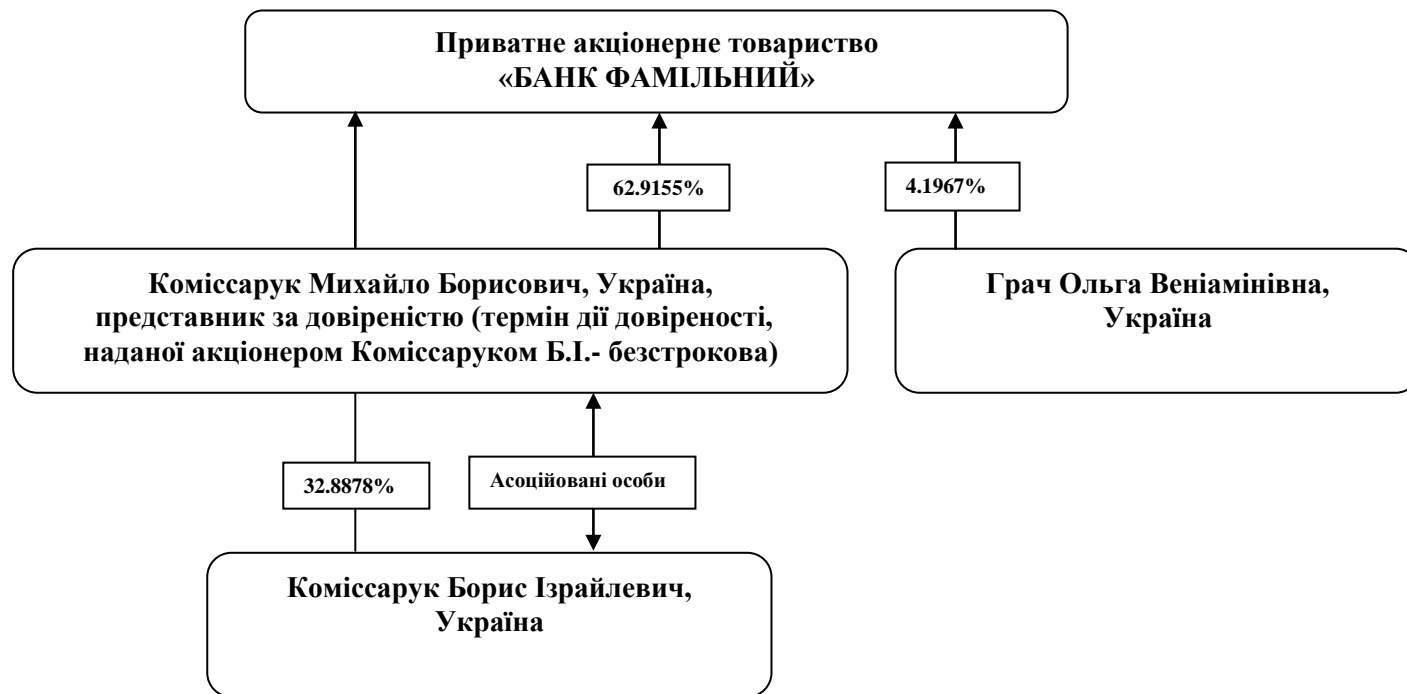 Приватне акціонерне товариство
«БАНК ФАМІЛЬНИЙ»
62.9155%
4.1967%
Коміссарук Михайло Борисович, Україна,
представник за довіреністю (термін дії довіреності,
наданої акціонером Коміссаруком Б.І.- безстрокова)
Грач Ольга Веніамінівна,
Україна
32.8878%
Асоційовані особи
Коміссарук Борис Ізрайлевич,
Україна